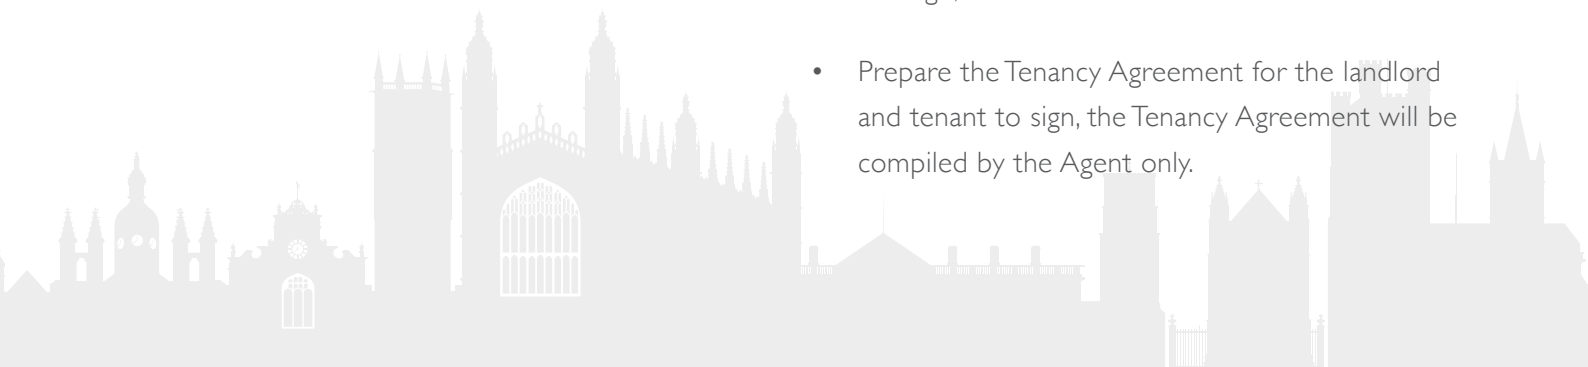 • Prepare the Tenancy Agreement for the landlord
and tenant to sign, the Tenancy Agreement will be
compiled by the Agent only.